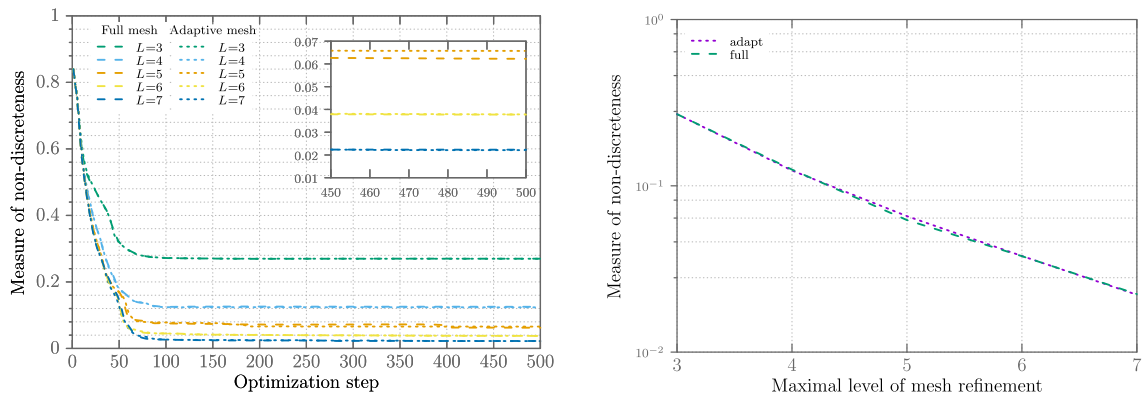 Measure of non-discreteness
1
0.8
0.6
0.4
0.2
0
Full mesh Adaptive mesh
L=3 L=3
L=4 L=4
L=5 L=5
L=6 L=6
L=7 L=7
0.07
0.06
0.05
0.04
0.03
0.02
0.01
450 460 470 480 490 500
0 50 100 150 200 250 300 350 400 450 500
Optimization step
Measure of non-discreteness
10⁰
10⁻¹
10⁻²
adapt
full
3 4 5 6 7
Maximal level of mesh refinement